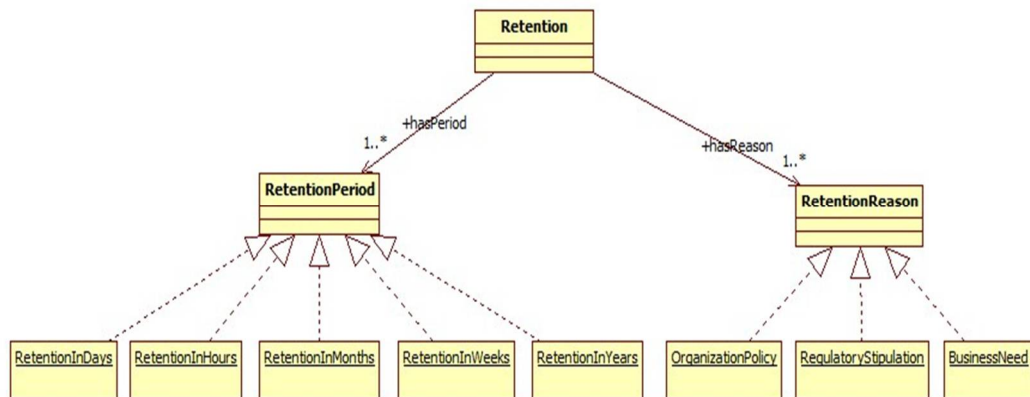 Retention
+hasPeriod
1..*
+hasReason
1..*
RetentionPeriod
RetentionReason
RetentionInDays
RetentionInHours
RetentionInMonths
RetentionInWeeks
RetentionInYears
OrganizationPolicy
RegulatoryStipulation
BusinessNeed